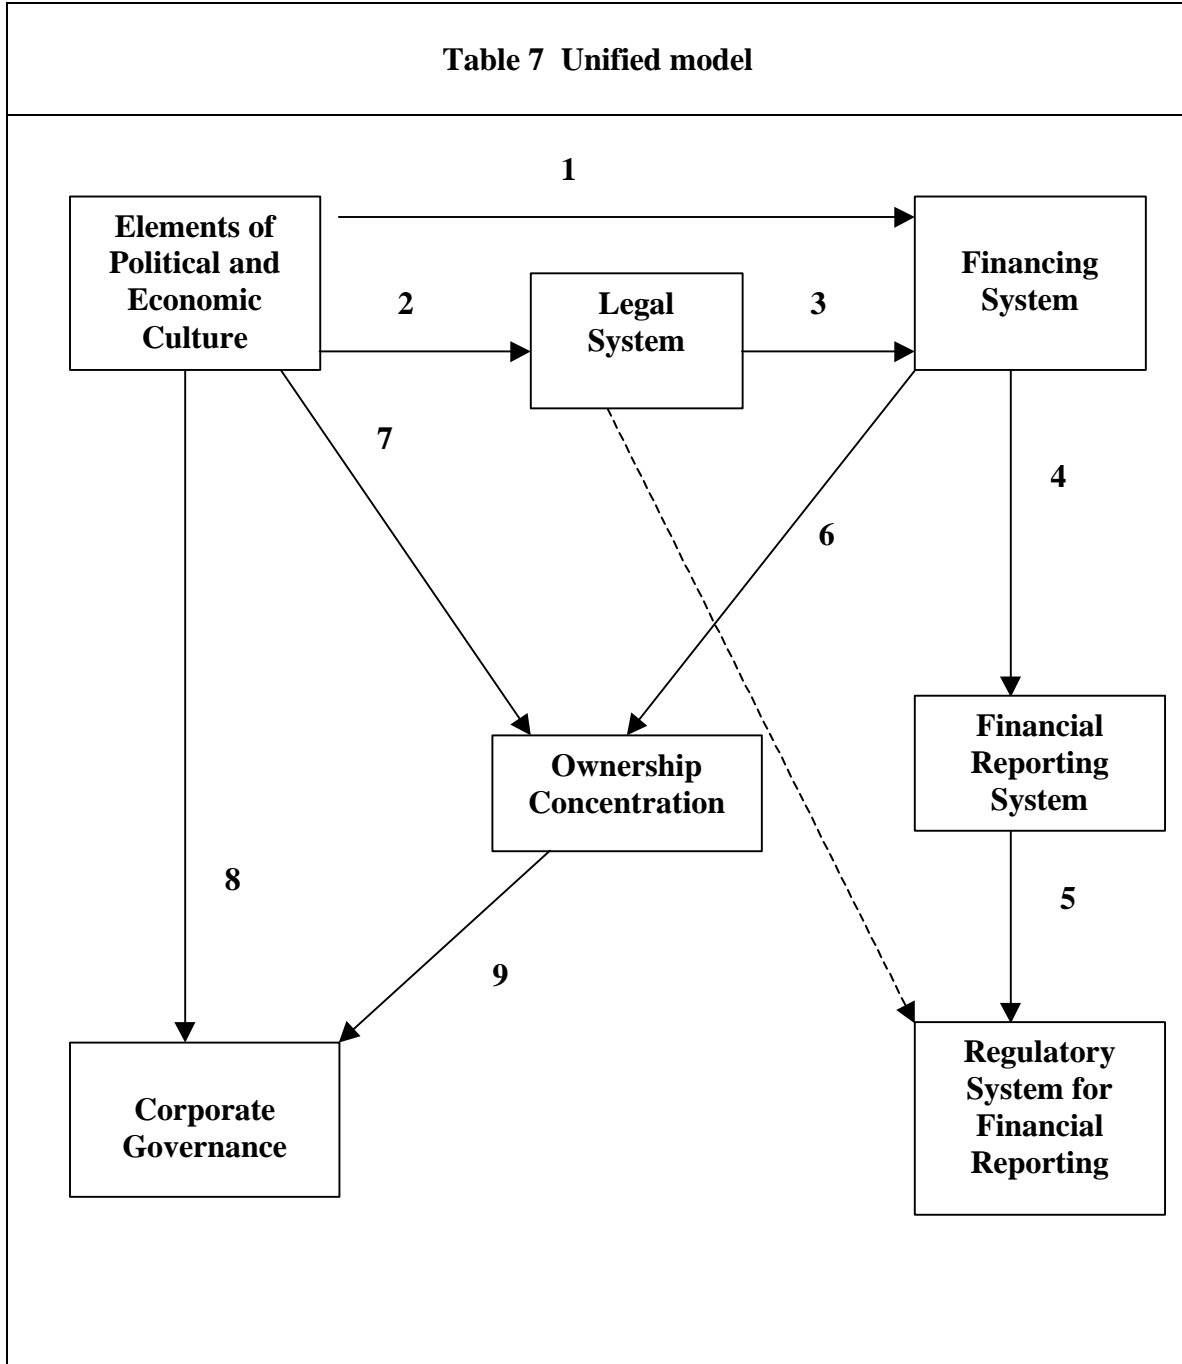 Table 7 Unified model
1
Elements of
Political and
Economic
Culture
2
Legal
System
3
Financing
System
7
4
6
Ownership
Concentration
Financial
Reporting
System
8
5
9
Corporate
Governance
Regulatory
System for
Financial
Reporting